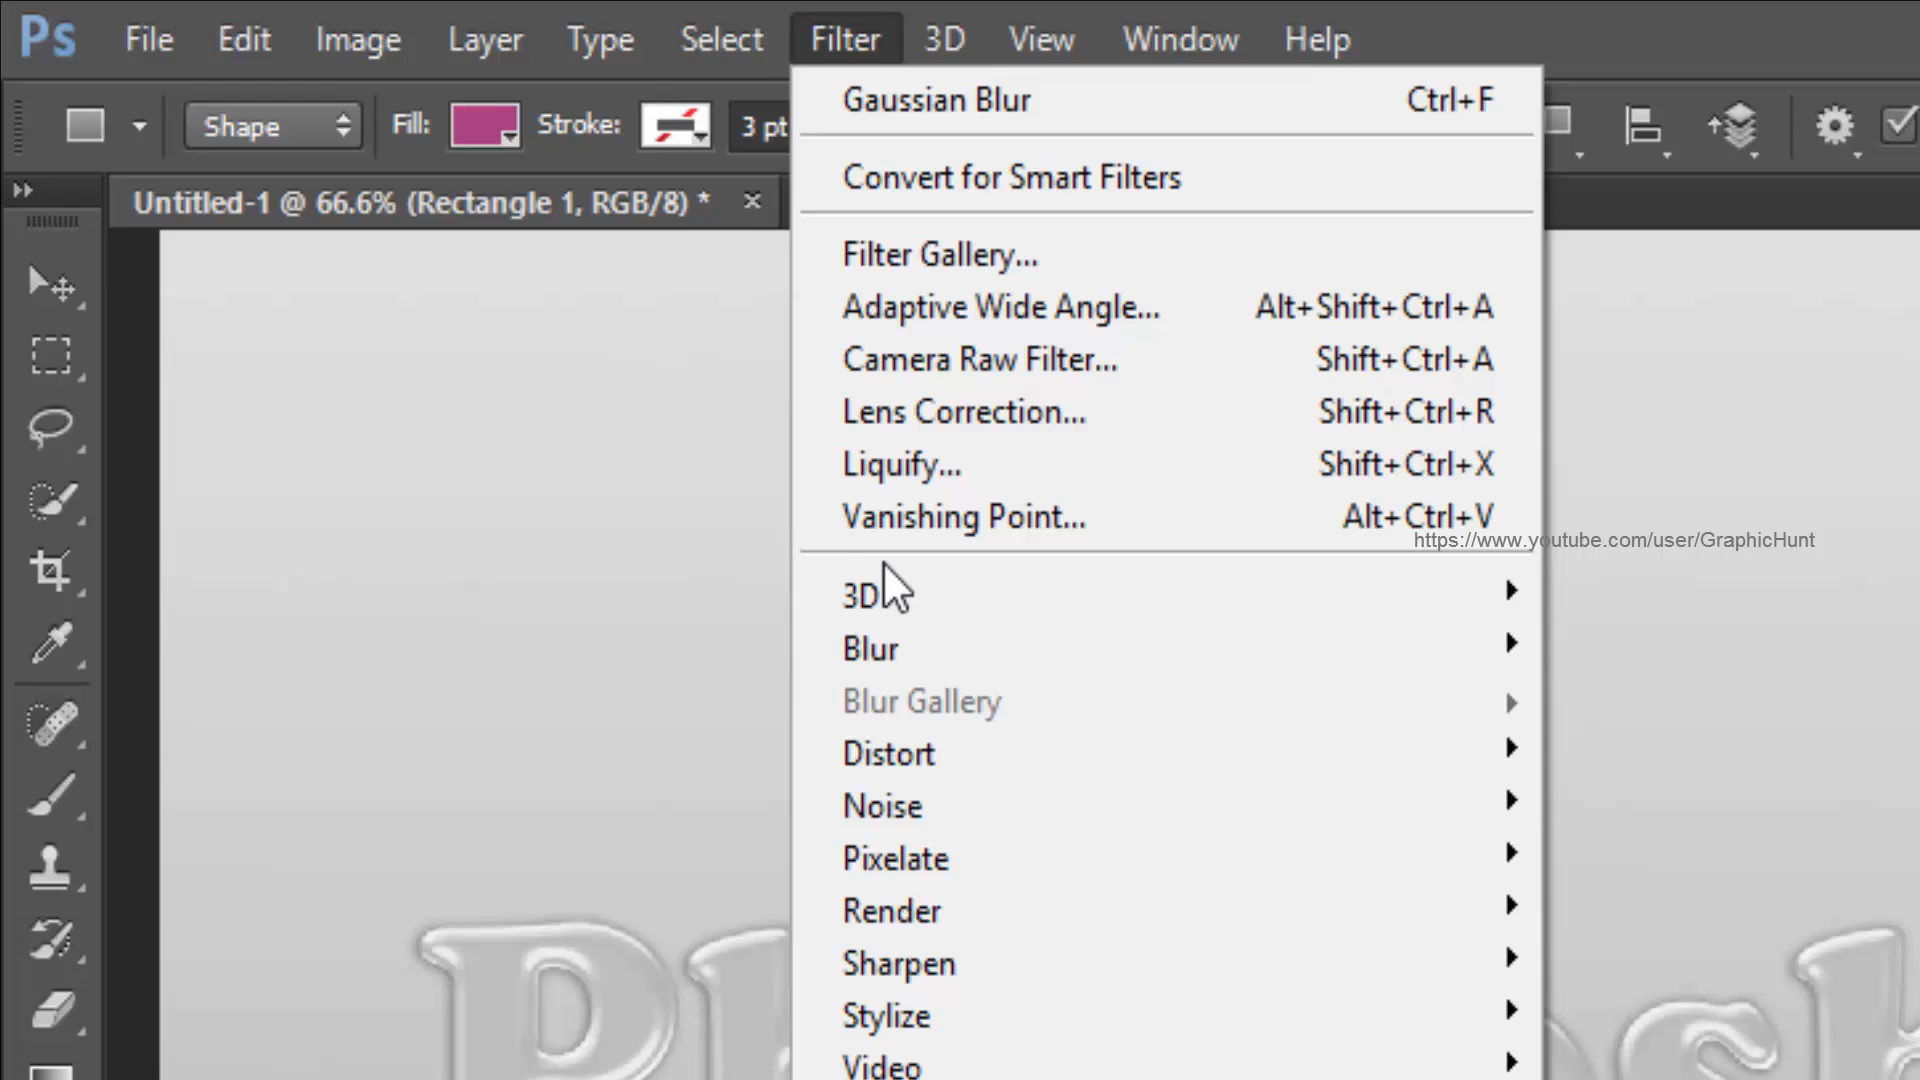 Ps File Edit Image Layer Type Select Filter 3D View Window Help
Shape Fill: Stroke: 3 pt
Untitled-1 @ 66.6% (Rectangle 1, RGB/8) * ×
Gaussian Blur Ctrl+F
Convert for Smart Filters
Filter Gallery...
Adaptive Wide Angle... Alt+Shift+Ctrl+A
Camera Raw Filter... Shift+Ctrl+A
Lens Correction... Shift+Ctrl+R
Liquify... Shift+Ctrl+X
Vanishing Point... Alt+Ctrl+V
https://www.youtube.com/user/GraphicHunt
3D
Blur
Blur Gallery
Distort
Noise
Pixelate
Render
Sharpen
Stylize
Video